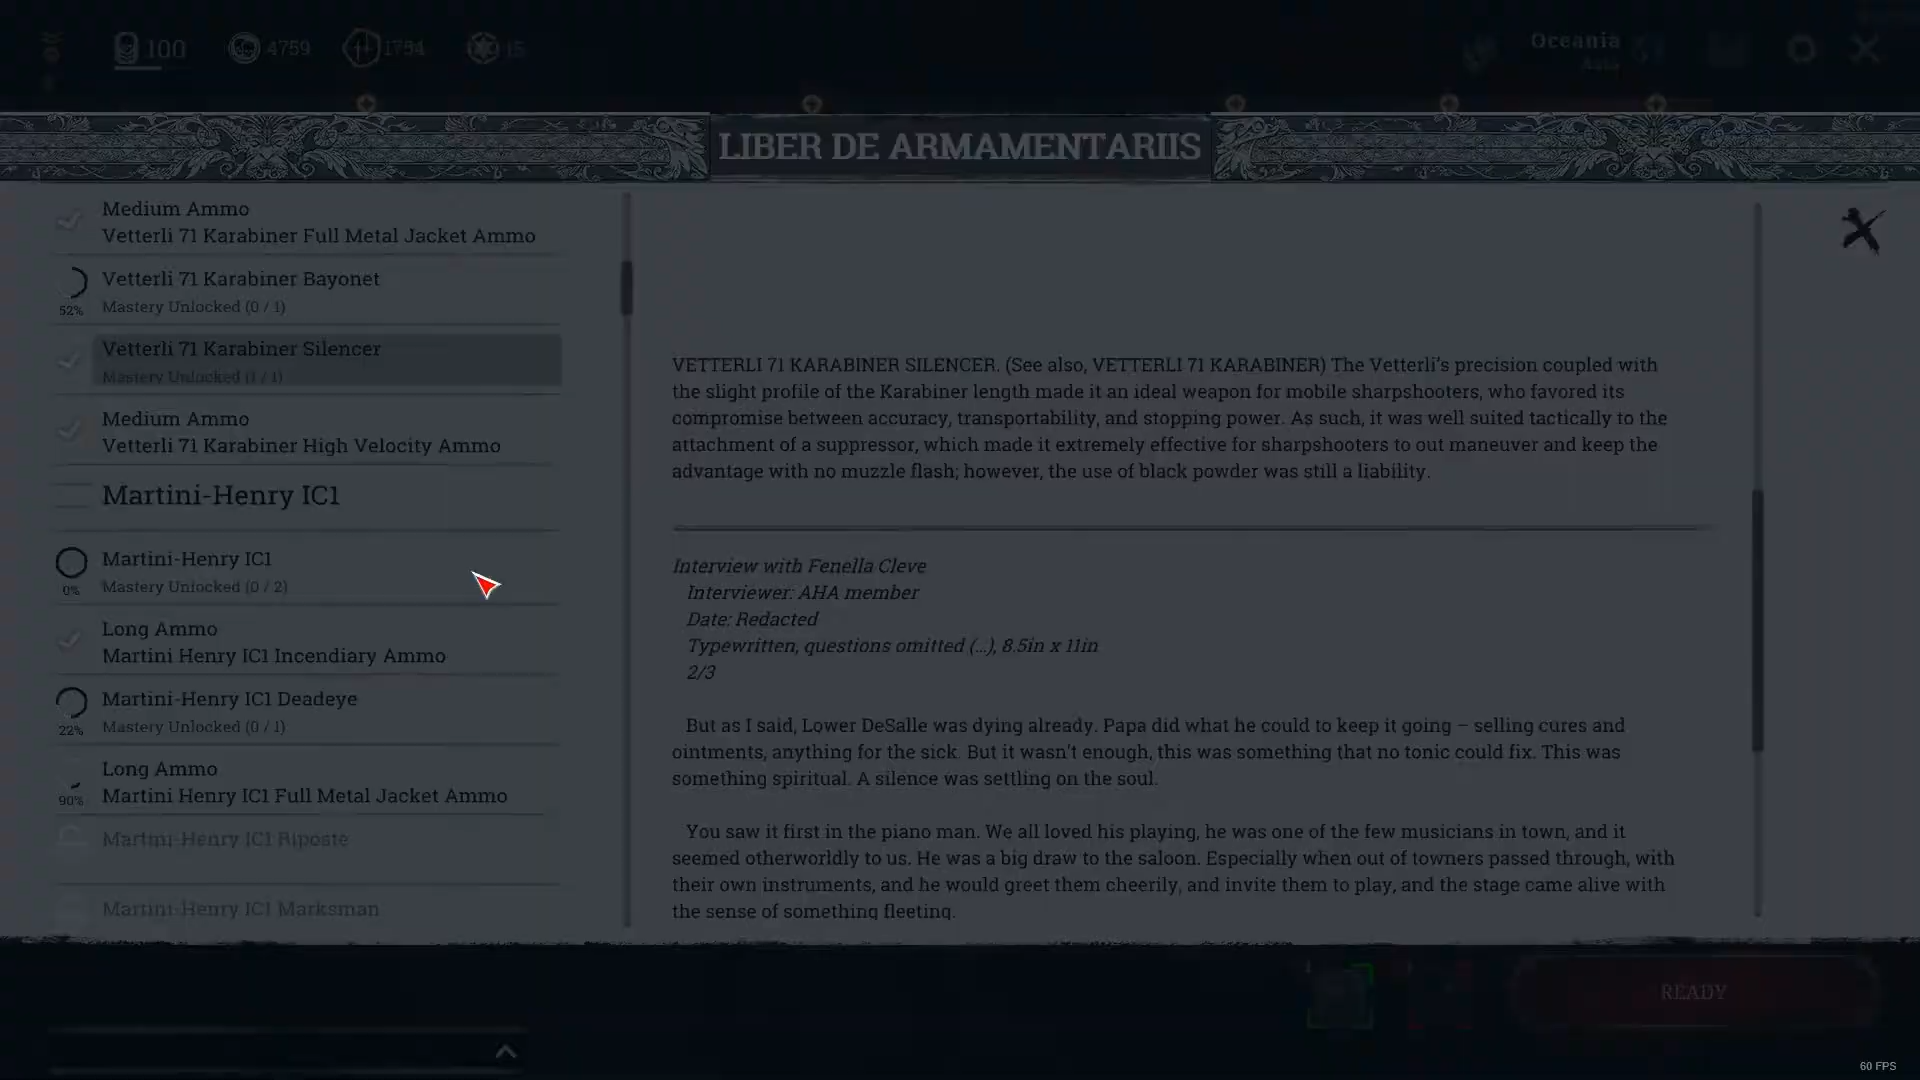 100
4759
1754
15
Oceania
Auto
LIBER DE ARMAMENTARIIS
Medium Ammo
Vetterli 71 Karabiner Full Metal Jacket Ammo
Vetterli 71 Karabiner Bayonet
52%
Mastery Unlocked (0 / 1)
Vetterli 71 Karabiner Silencer
Mastery Unlocked (1 / 1)
Medium Ammo
Vetterli 71 Karabiner High Velocity Ammo
Martini-Henry IC1
Martini-Henry IC1
0%
Mastery Unlocked (0 / 2)
Long Ammo
Martini Henry IC1 Incendiary Ammo
Martini-Henry IC1 Deadeye
22%
Mastery Unlocked (0 / 1)
Long Ammo
90%
Martini Henry IC1 Full Metal Jacket Ammo
Martini-Henry IC1 Riposte
Martini-Henry IC1 Marksman
VETTERLI 71 KARABINER SILENCER. (See also, VETTERLI 71 KARABINER) The Vetterli's precision coupled with
the slight profile of the Karabiner length made it an ideal weapon for mobile sharpshooters, who favored its
compromise between accuracy, transportability, and stopping power. As such, it was well suited tactically to the
attachment of a suppressor, which made it extremely effective for sharpshooters to out maneuver and keep the
advantage with no muzzle flash; however, the use of black powder was still a liability.
Interview with Fenella Cleve
Interviewer: AHA member
Date: Redacted
Typewritten, questions omitted (...), 8.5in x 11in
2/3
But as I said, Lower DeSalle was dying already. Papa did what he could to keep it going – selling cures and
ointments, anything for the sick. But it wasn't enough, this was something that no tonic could fix. This was
something spiritual. A silence was settling on the soul.
You saw it first in the piano man. We all loved his playing, he was one of the few musicians in town, and it
seemed otherworldly to us. He was a big draw to the saloon. Especially when out of towners passed through, with
their own instruments, and he would greet them cheerily, and invite them to play, and the stage came alive with
the sense of something fleeting.
READY
60 FPS